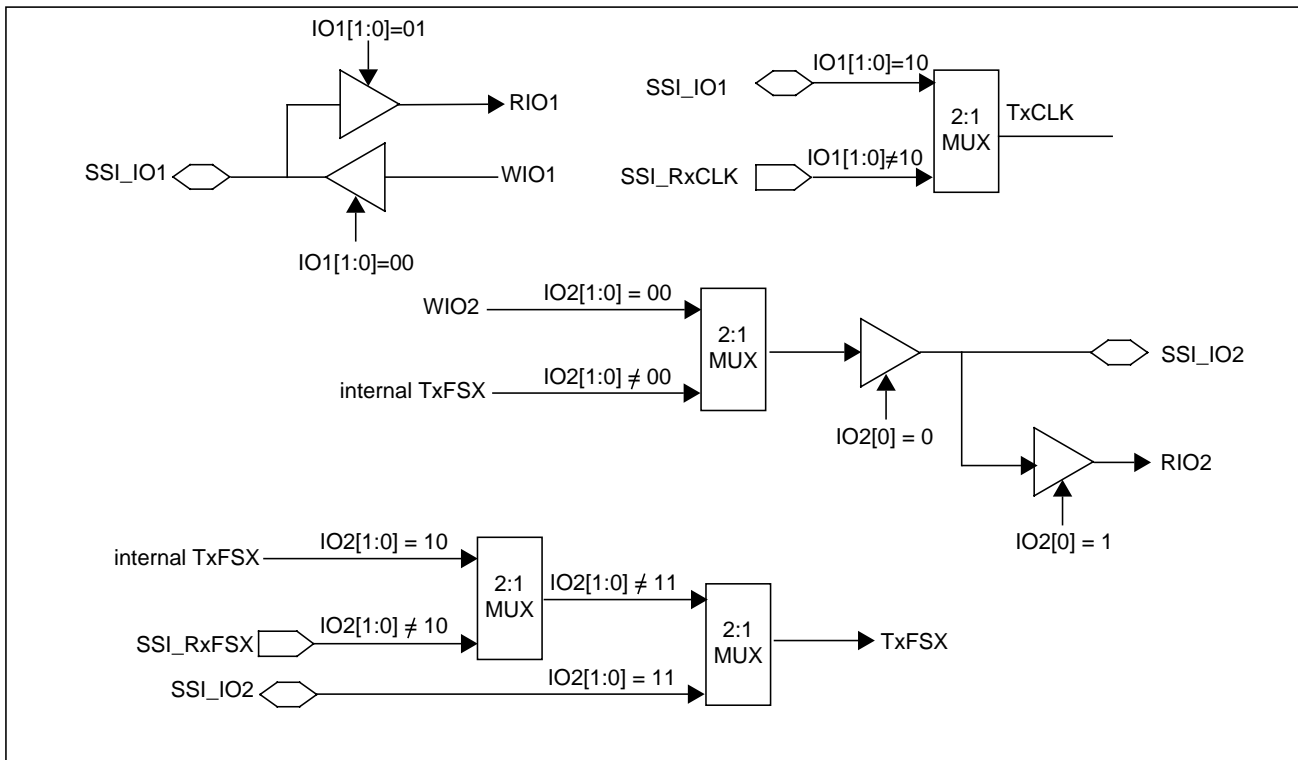 IO1[1:0]=01
RIO1
SSI_IO1
WIO1
IO1[1:0]=00
SSI_IO1
IO1[1:0]=10
2:1
MUX
TxCLK
SSI_RxCLK
IO1[1:0]≠10
WIO2
IO2[1:0] = 00
2:1
MUX
internal TxFSX
IO2[1:0] ≠ 00
SSI_IO2
IO2[0] = 0
RIO2
IO2[0] = 1
internal TxFSX
IO2[1:0] = 10
2:1
MUX
IO2[1:0] ≠ 11
SSI_RxFSX
IO2[1:0] ≠ 10
2:1
MUX
TxFSX
SSI_IO2
IO2[1:0] = 11